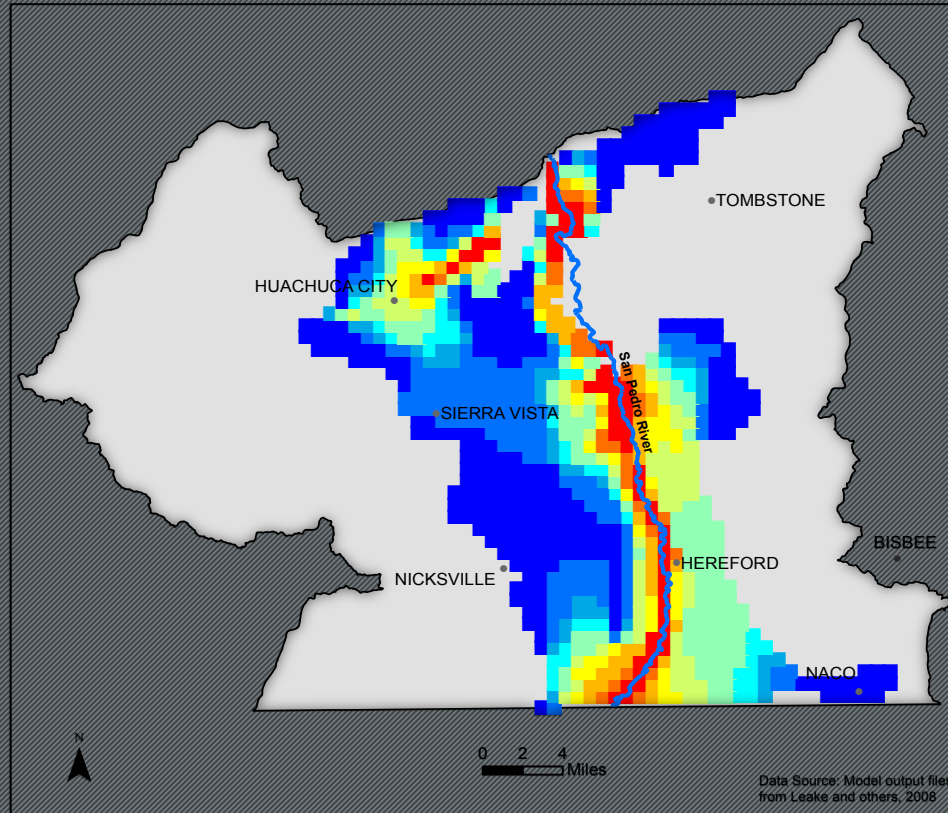 TOMBSTONE
HUACHUCA CITY
San Pedro River
SIERRA VISTA
BISBEE
HEREFORD
NICKSVILLE
NACO
N
0 2 4
Miles
Data Source: Model output files
from Leake and others, 2008